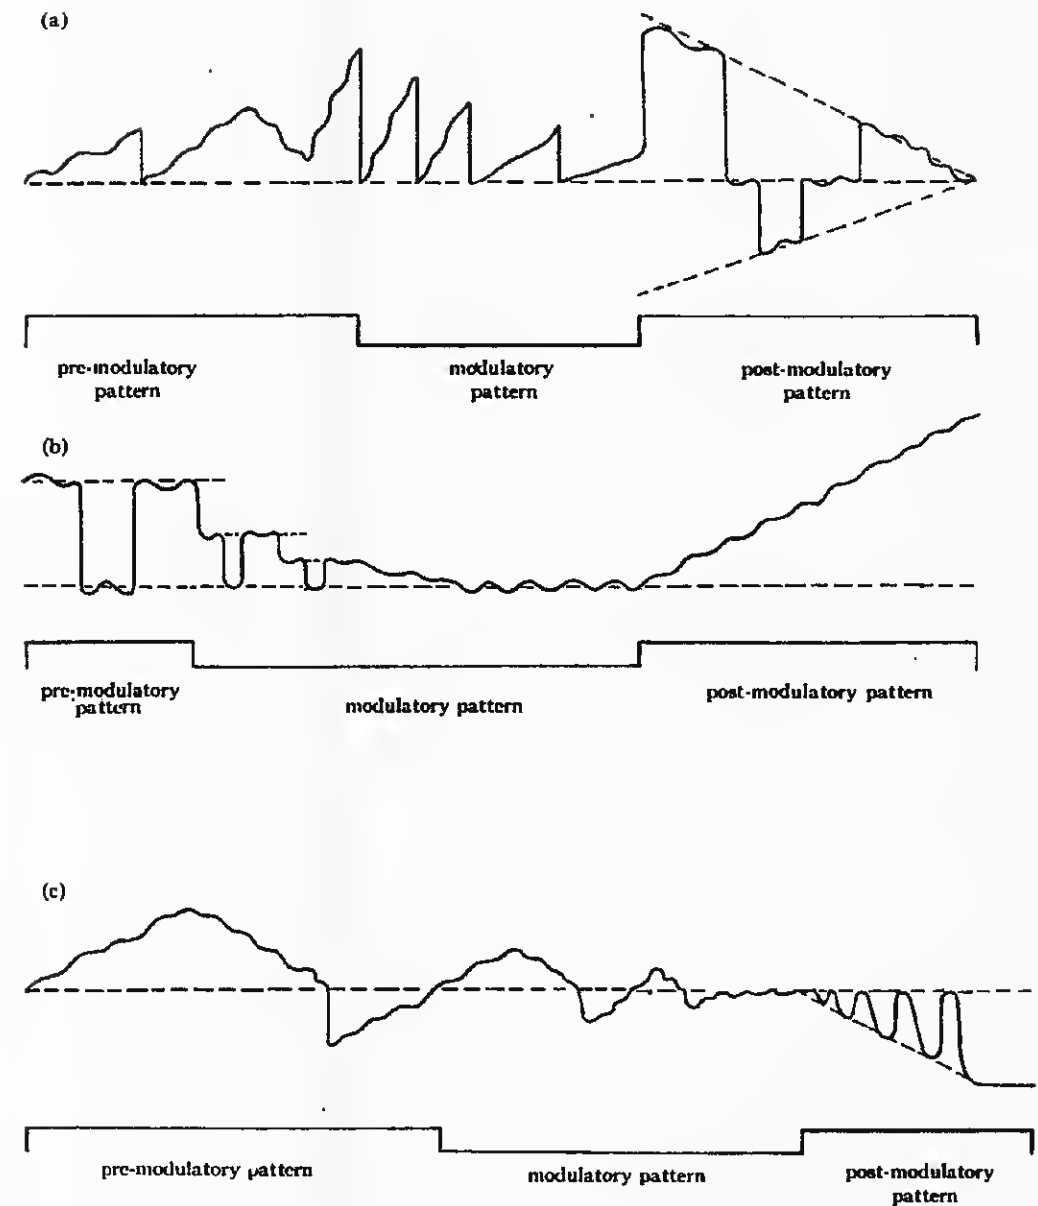 (a)
pre-modulatory
pattern
modulatory
pattern
post-modulatory
pattern
(b)
pre-modulatory
pattern
modulatory pattern
post-modulatory pattern
(c)
pre-modulatory pattern
modulatory pattern
post-modulatory
pattern